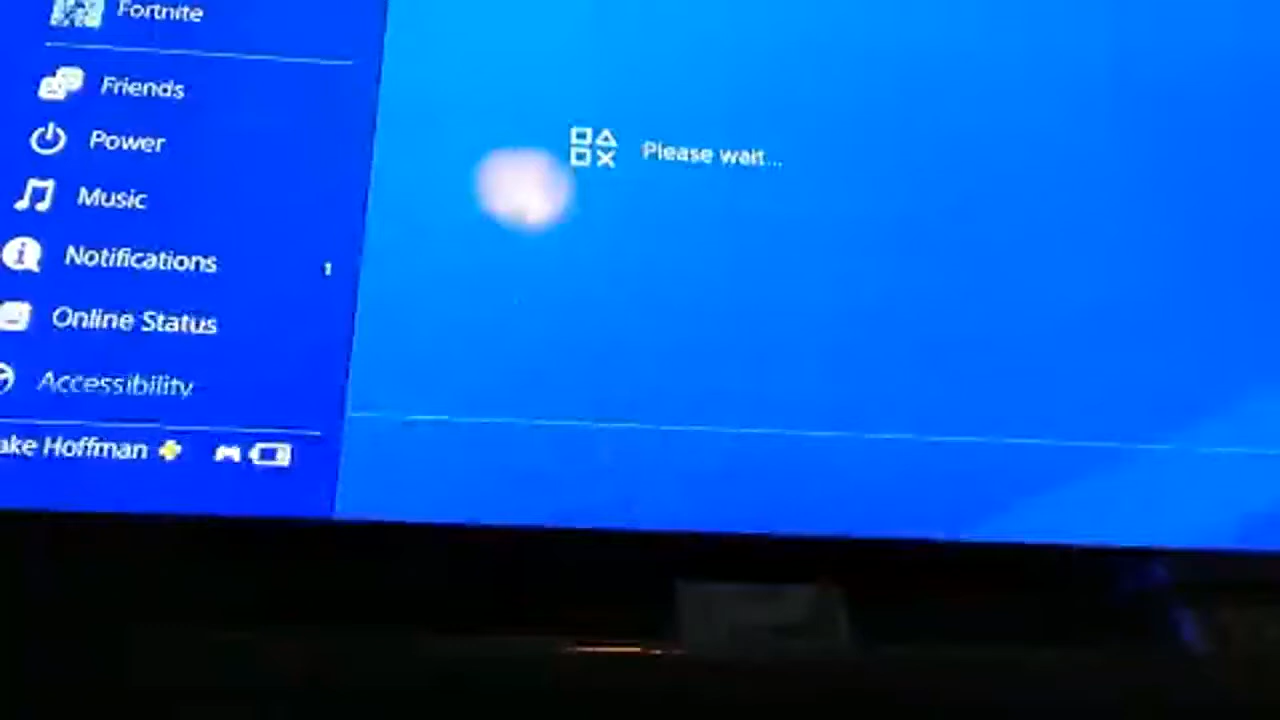 Fortnite
Friends
Power
Music
Notifications 1
Online Status
Accessibility
ake Hoffman
Please wait...